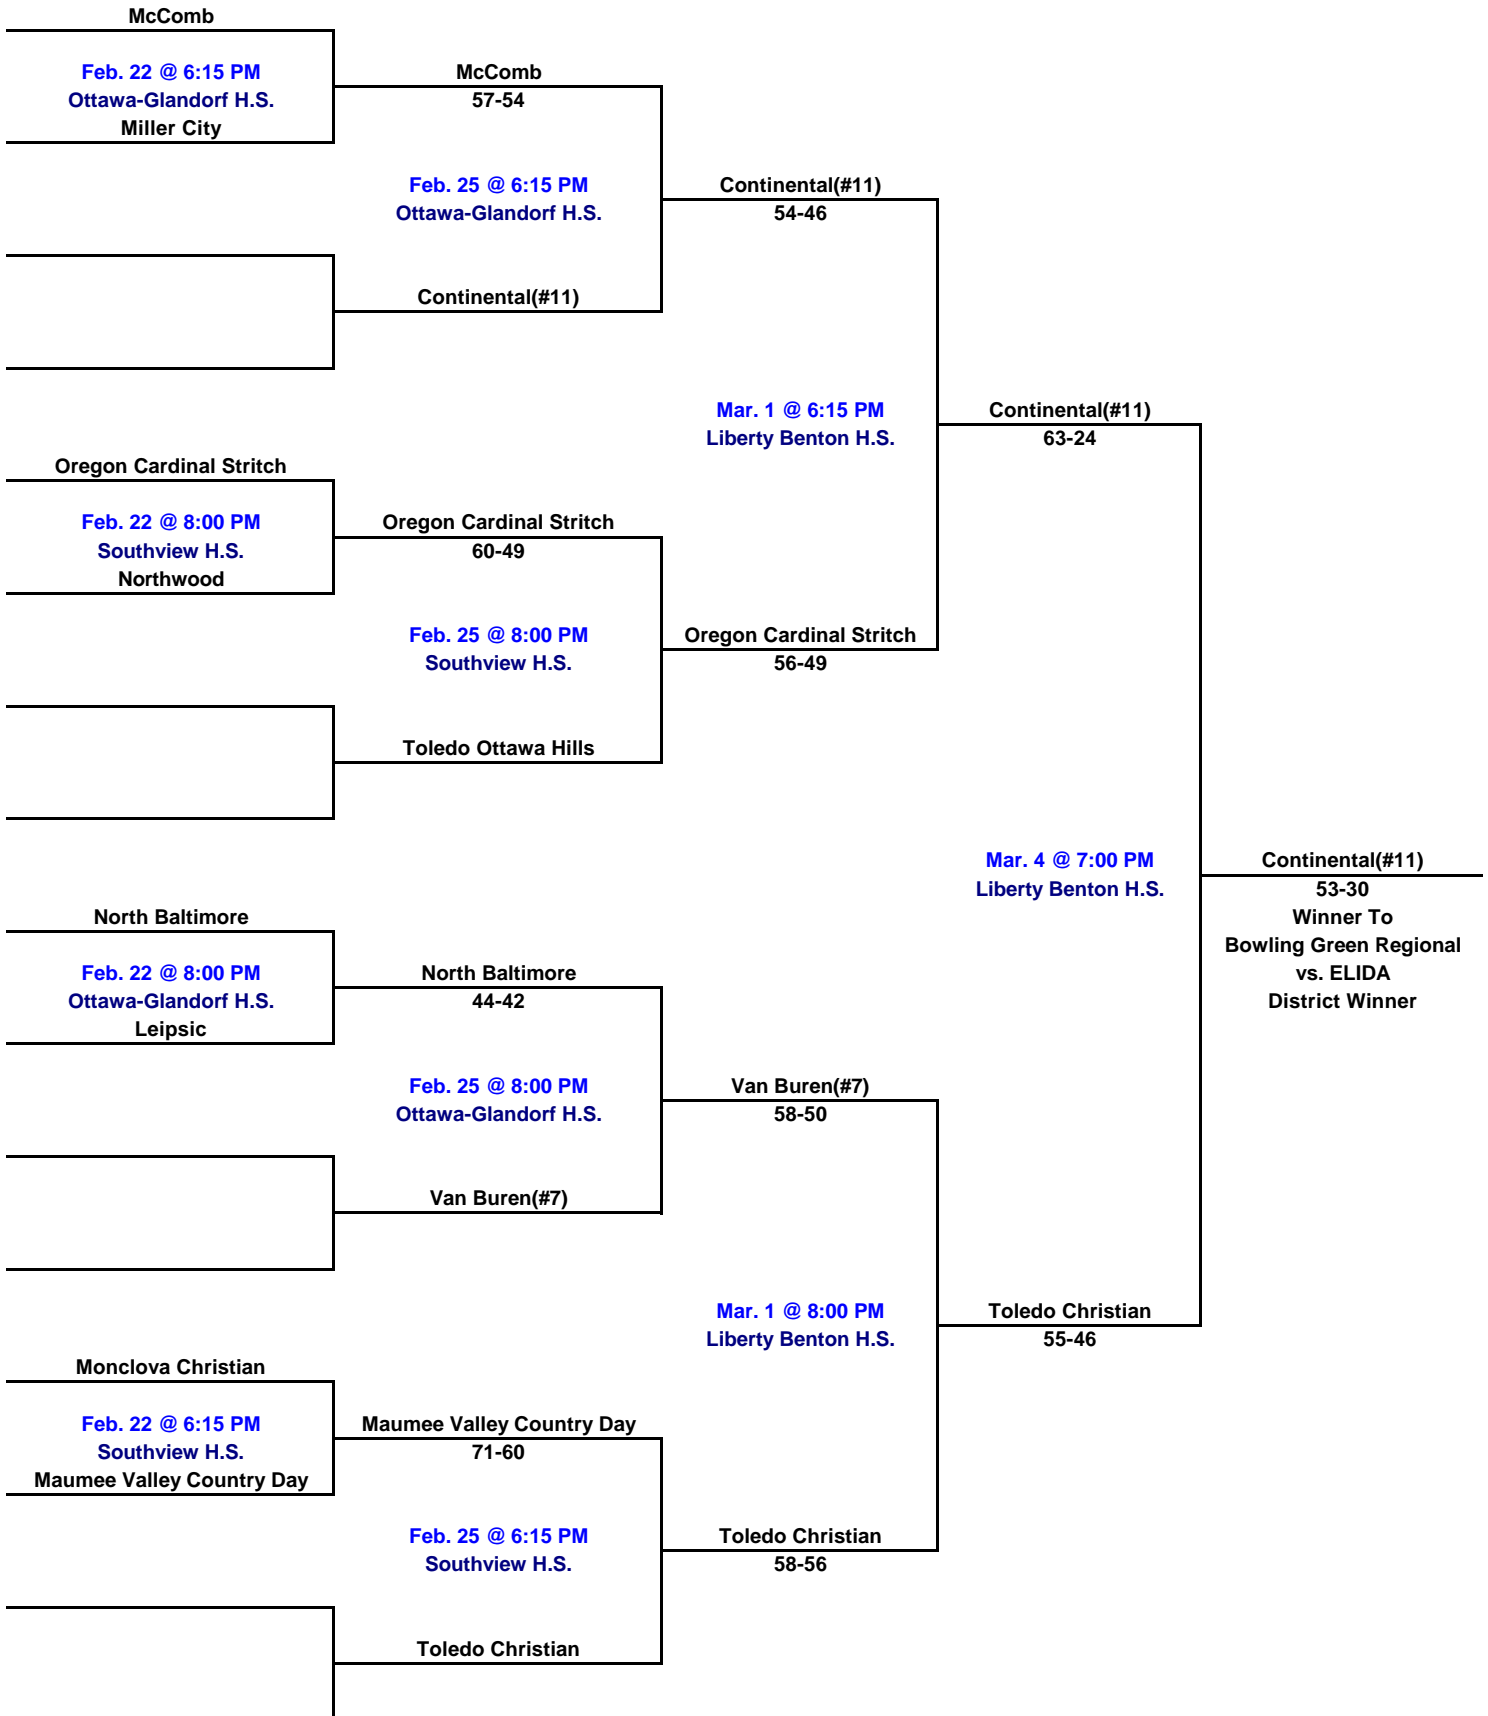 McComb
Feb. 22 @ 6:15 PM
Ottawa-Glandorf H.S.
Miller City
McComb
57-54
Feb. 25 @ 6:15 PM
Ottawa-Glandorf H.S.
Continental(#11)
Continental(#11)
54-46
Mar. 1 @ 6:15 PM
Liberty Benton H.S.
Continental(#11)
63-24
Oregon Cardinal Stritch
Feb. 22 @ 8:00 PM
Southview H.S.
Northwood
Oregon Cardinal Stritch
60-49
Feb. 25 @ 8:00 PM
Southview H.S.
Toledo Ottawa Hills
Oregon Cardinal Stritch
56-49
Mar. 4 @ 7:00 PM
Liberty Benton H.S.
Continental(#11)
53-30
Winner To
Bowling Green Regional
vs. ELIDA
District Winner
North Baltimore
Feb. 22 @ 8:00 PM
Ottawa-Glandorf H.S.
Leipsic
North Baltimore
44-42
Feb. 25 @ 8:00 PM
Ottawa-Glandorf H.S.
Van Buren(#7)
Van Buren(#7)
58-50
Mar. 1 @ 8:00 PM
Liberty Benton H.S.
Toledo Christian
55-46
Monclova Christian
Feb. 22 @ 6:15 PM
Southview H.S.
Maumee Valley Country Day
Maumee Valley Country Day
71-60
Feb. 25 @ 6:15 PM
Southview H.S.
Toledo Christian
Toledo Christian
58-56